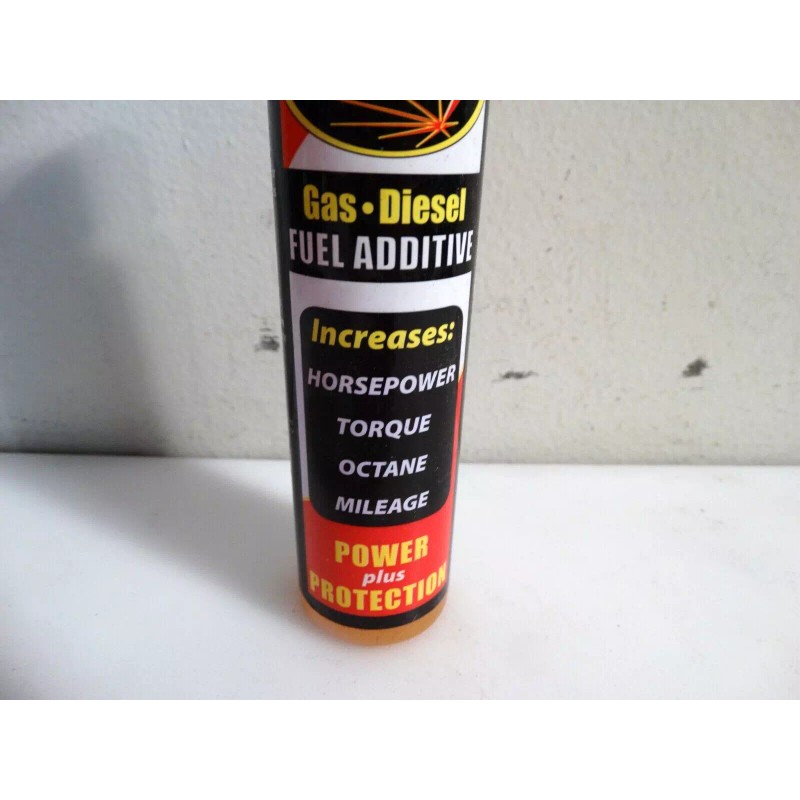 Gas • Diesel
FUEL ADDITIVE
Increases:
HORSEPOWER
TORQUE
OCTANE
MILEAGE
POWER
plus
PROTECTION